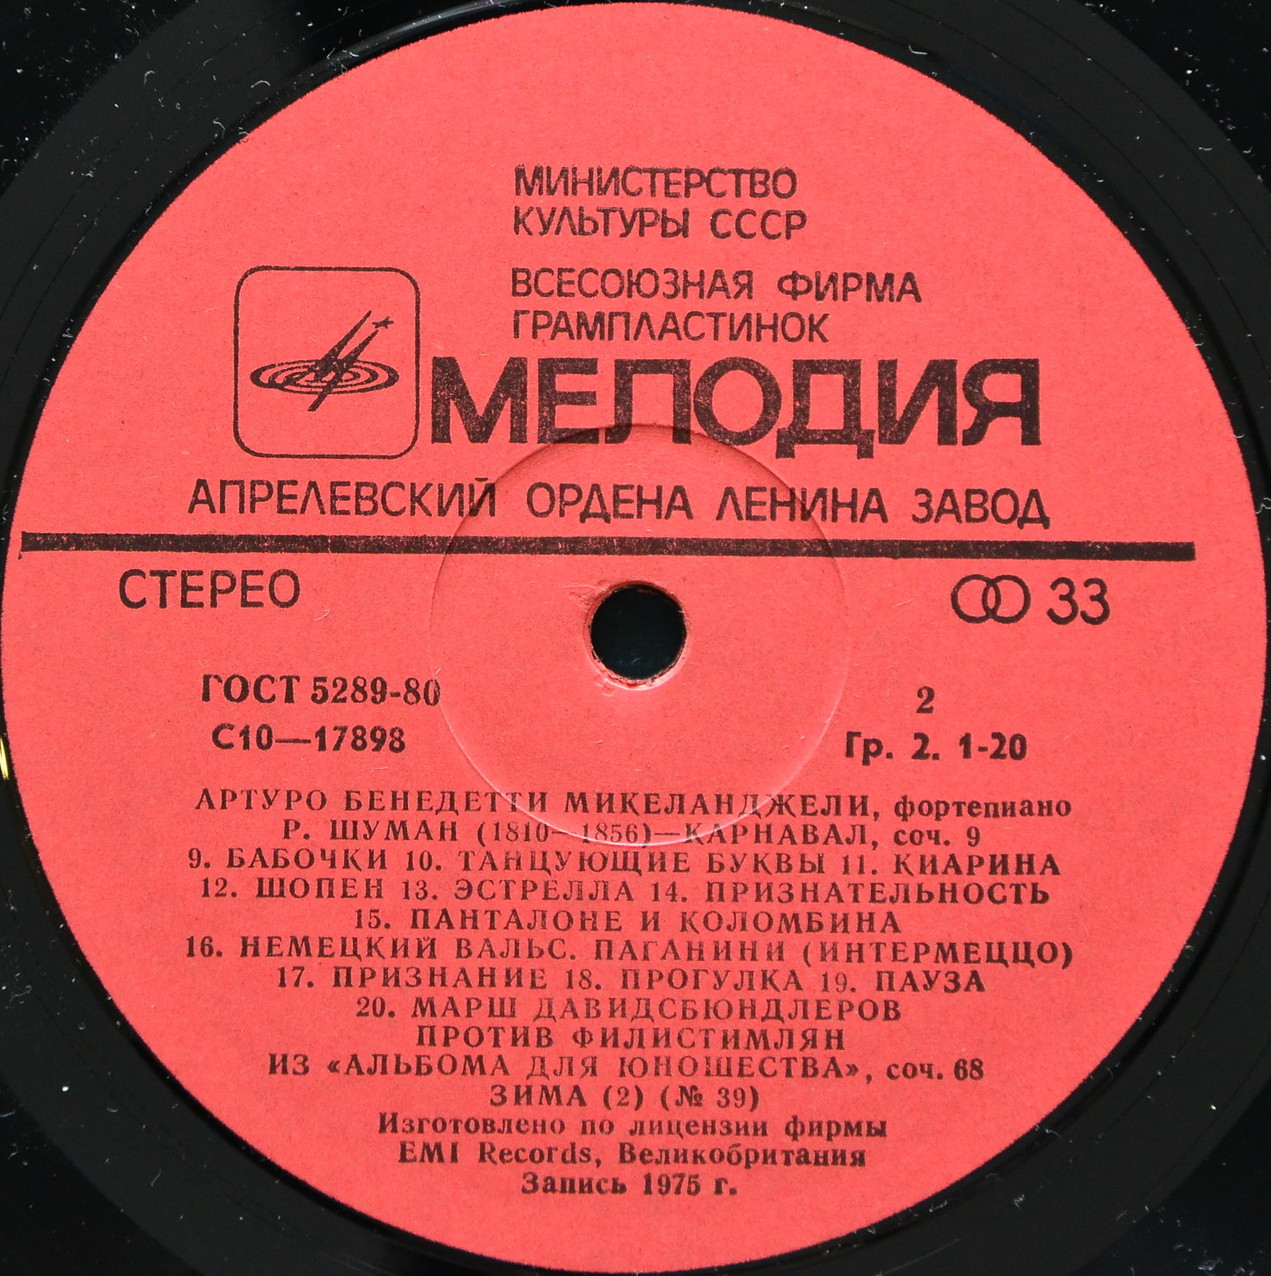 МИНИСТЕРСТВО
КУЛЬТУРЫ СССР
ВСЕСОЮЗНАЯ ФИРМА
ГРАМПЛАСТИНОК
МЕЛОДИЯ
АПРЕЛЕВСКИЙ ОРДЕНА ЛЕНИНА ЗАВОД
СТЕРЕО
33
ГОСТ 5289-80
2
С10—17898
Гр. 2. 1-20
АРТУРО БЕНЕДЕТТИ МИКЕЛАНДЖЕЛИ, фортепиано
Р. ШУМАН (1810—1856)—КАРНАВАЛ, соч. 9
9. БАБОЧКИ 10. ТАНЦУЮЩИЕ БУКВЫ 11. КИАРИНА
12. ШОПЕН 13. ЭСТРЕЛЛА 14. ПРИЗНАТЕЛЬНОСТЬ
15. ПАНТАЛОНЕ И КОЛОМБИНА
16. НЕМЕЦКИЙ ВАЛЬС. ПАГАНИНИ (ИНТЕРМЕЦЦО)
17. ПРИЗНАНИЕ 18. ПРОГУЛКА 19. ПАУЗА
20. МАРШ ДАВИДСБЮНДЛЕРОВ
ПРОТИВ ФИЛИСТИМЛЯН
ИЗ «АЛЬБОМА ДЛЯ ЮНОШЕСТВА», соч. 68
ЗИМА (2) (№ 39)
Изготовлено по лицензии фирмы
EMI Records, Великобритания
Запись 1975 г.